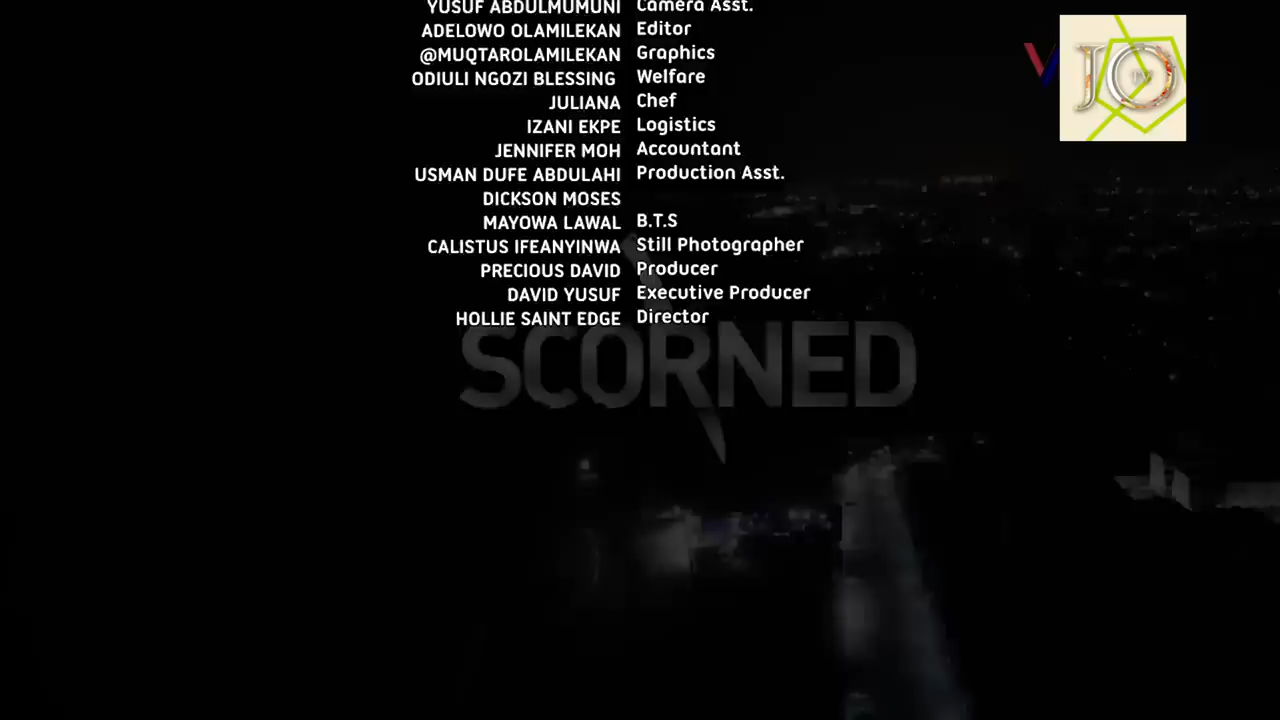 YUSUF ABDULMUMUNI Camera Asst.
ADELOWO OLAMILEKAN Editor
@MUQTAROLAMILEKAN Graphics
ODIULI NGOZI BLESSING Welfare
JULIANA Chef
IZANI EKPE Logistics
JENNIFER MOH Accountant
USMAN DUFE ABDULAHI Production Asst.
DICKSON MOSES
MAYOWA LAWAL B.T.S
CALISTUS IFEANYINWA Still Photographer
PRECIOUS DAVID Producer
DAVID YUSUF Executive Producer
HOLLIE SAINT EDGE Director
SCORNED
JO
TV